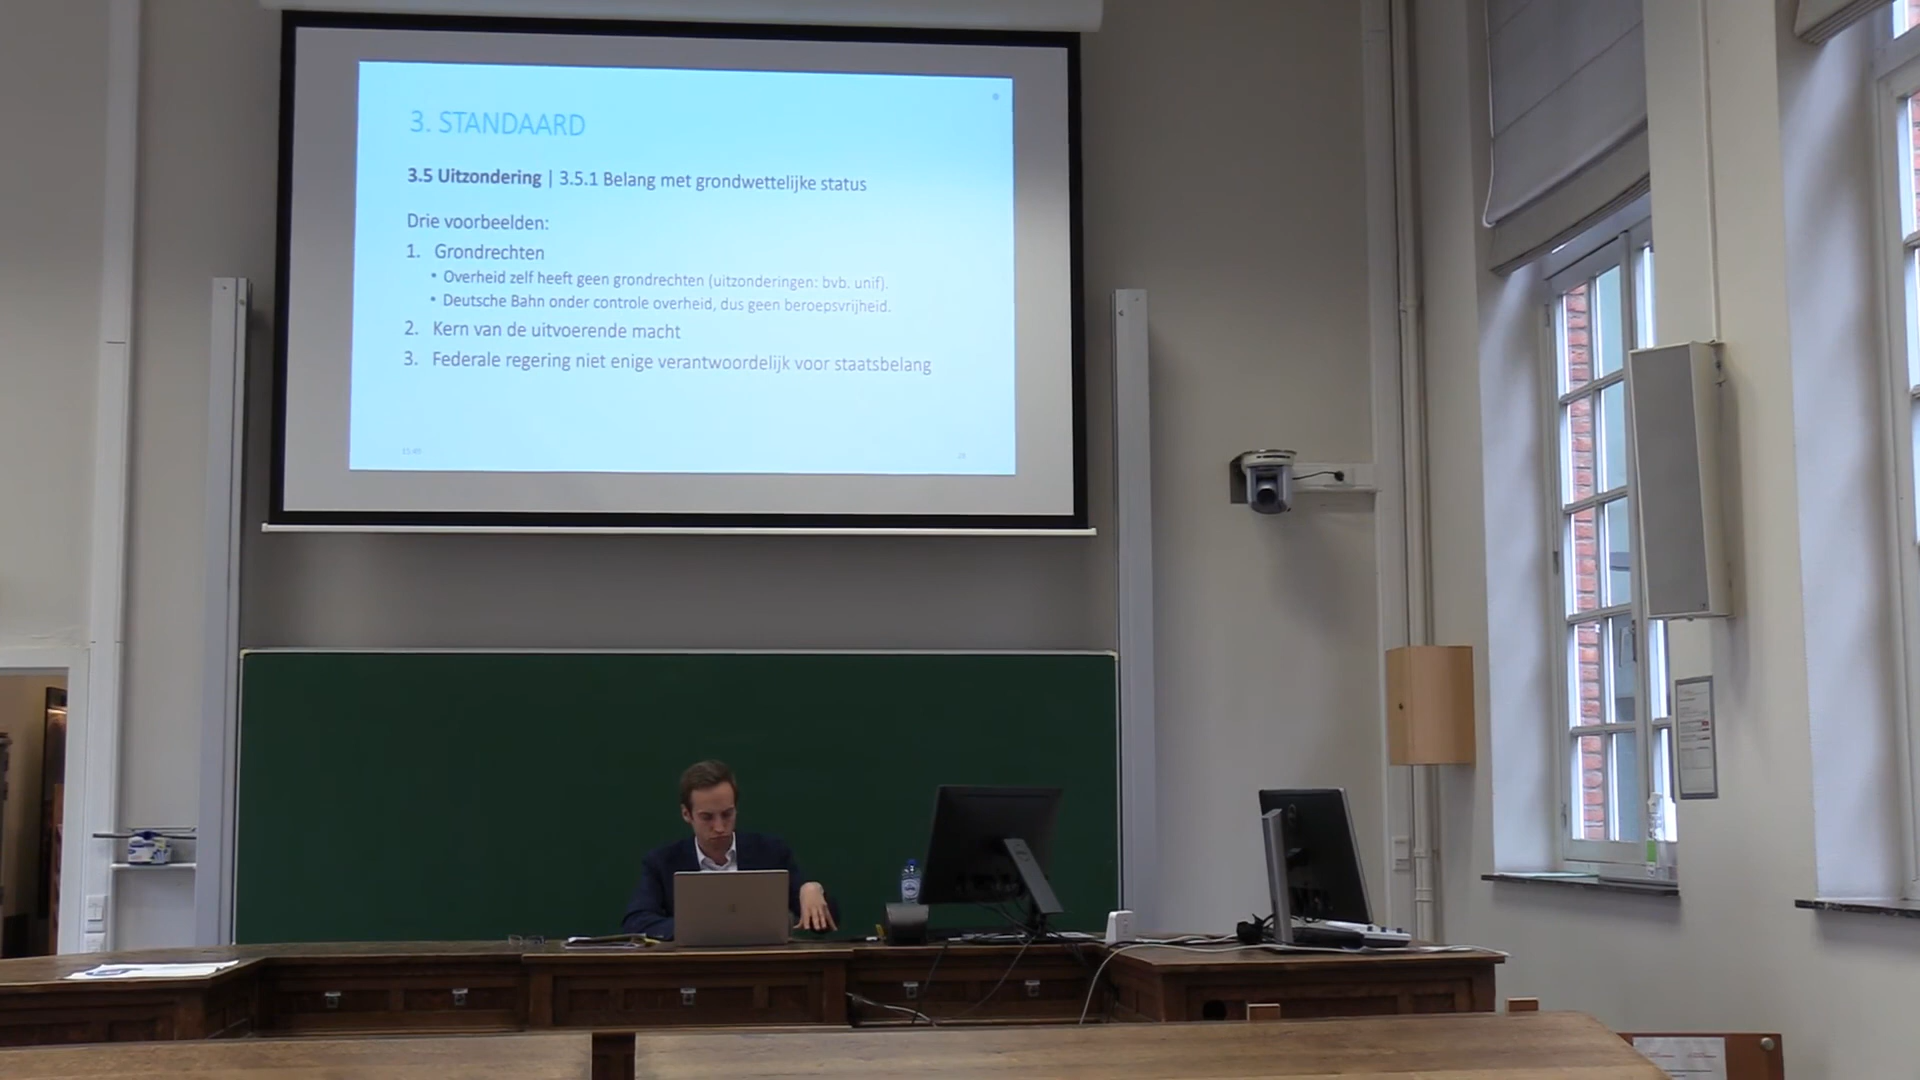 3. STANDAARD
3.5 Uitzondering | 3.5.1 Belang met grondwettelijke status
Drie voorbeelden:
1. Grondrechten
• Overheid zelf heeft geen grondrechten (uitzonderingen: bvb. unif).
• Deutsche Bahn onder controle overheid, dus geen beroepsvrijheid.
2. Kern van de uitvoerende macht
3. Federale regering niet enige verantwoordelijk voor staatsbelang